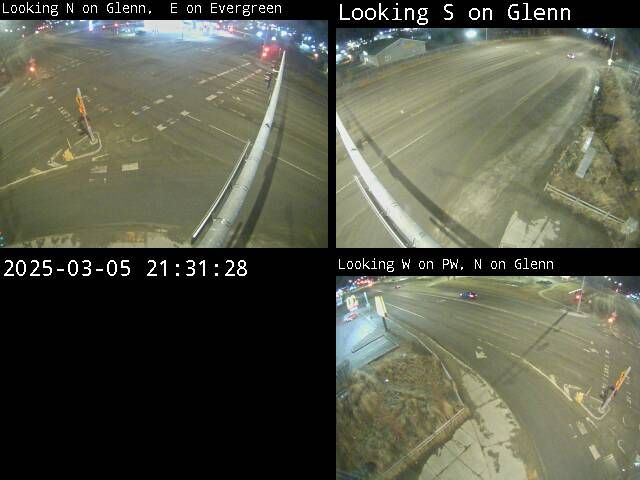 Looking N on Glenn,  E on Evergreen
Looking S on Glenn
2025-03-05 21:31:28
Looking W on PW, N on Glenn